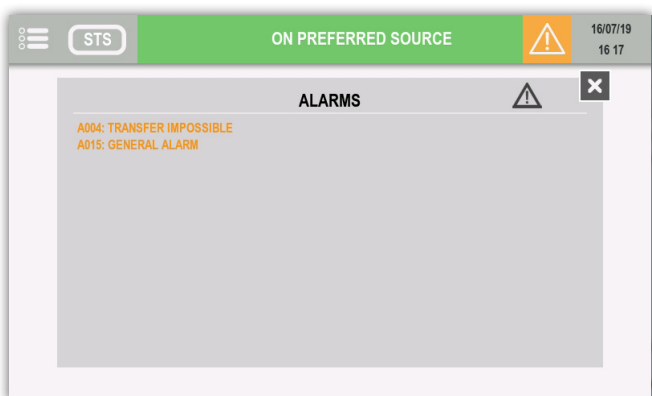 STS
ON PREFERRED SOURCE
16/07/19
16 17
ALARMS
A004: TRANSFER IMPOSSIBLE
A015: GENERAL ALARM